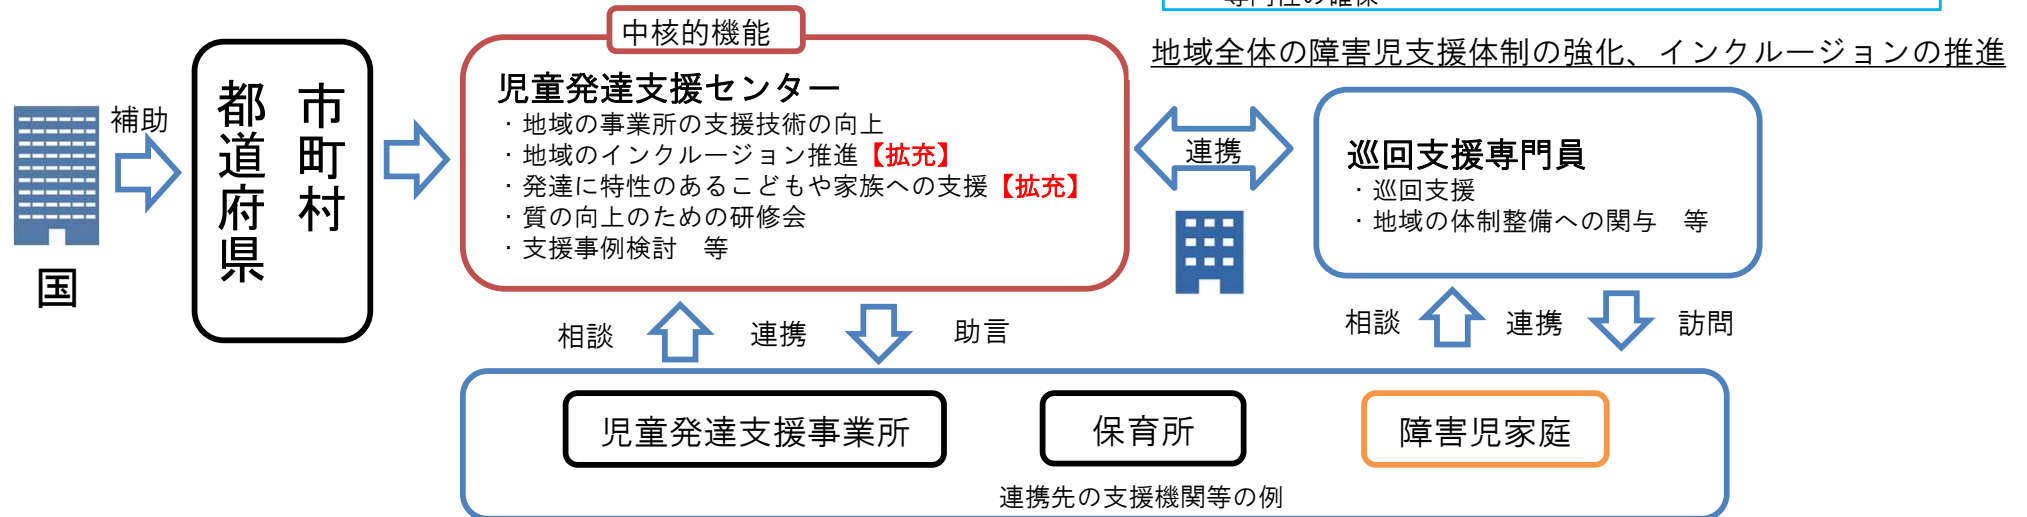 専門性の確保
地域全体の障害児支援体制の強化、インクルージョンの推進
国
補助
都道府県
市町村
中核的機能
児童発達支援センター
・地域の事業所の支援技術の向上
・地域のインクルージョン推進【拡充】
・発達に特性のあるこどもや家族への支援【拡充】
・質の向上のための研修会
・支援事例検討　等
連携
巡回支援専門員
・巡回支援
・地域の体制整備への関与　等
相談
連携
助言
相談
連携
訪問
児童発達支援事業所
保育所
障害児家庭
連携先の支援機関等の例